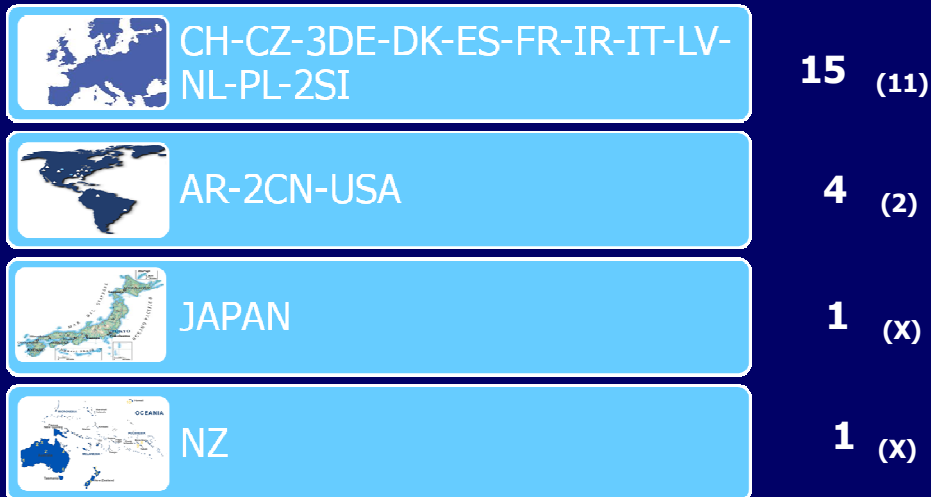 CH-CZ-3DE-DK-ES-FR-IR-IT-LV-
NL-PL-2SI
15 (11)
AR-2CN-USA
4 (2)
JAPAN
1 (X)
OCEANIA
NZ
1 (X)